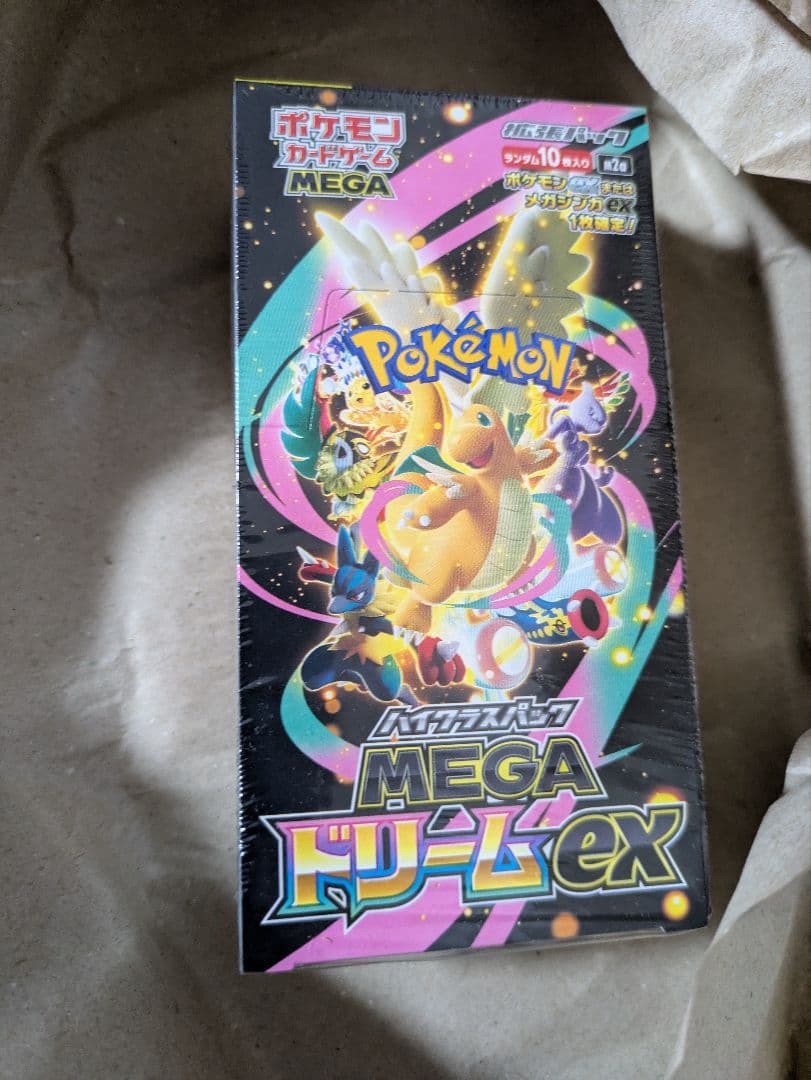 ポケモン
カードゲーム
MEGA
拡張パック
ランダム10枚入り
ポケモンexまたは
メガシンカex
1枚確定!
POKéMON
ハイクラスパック
MEGA
ドリームex